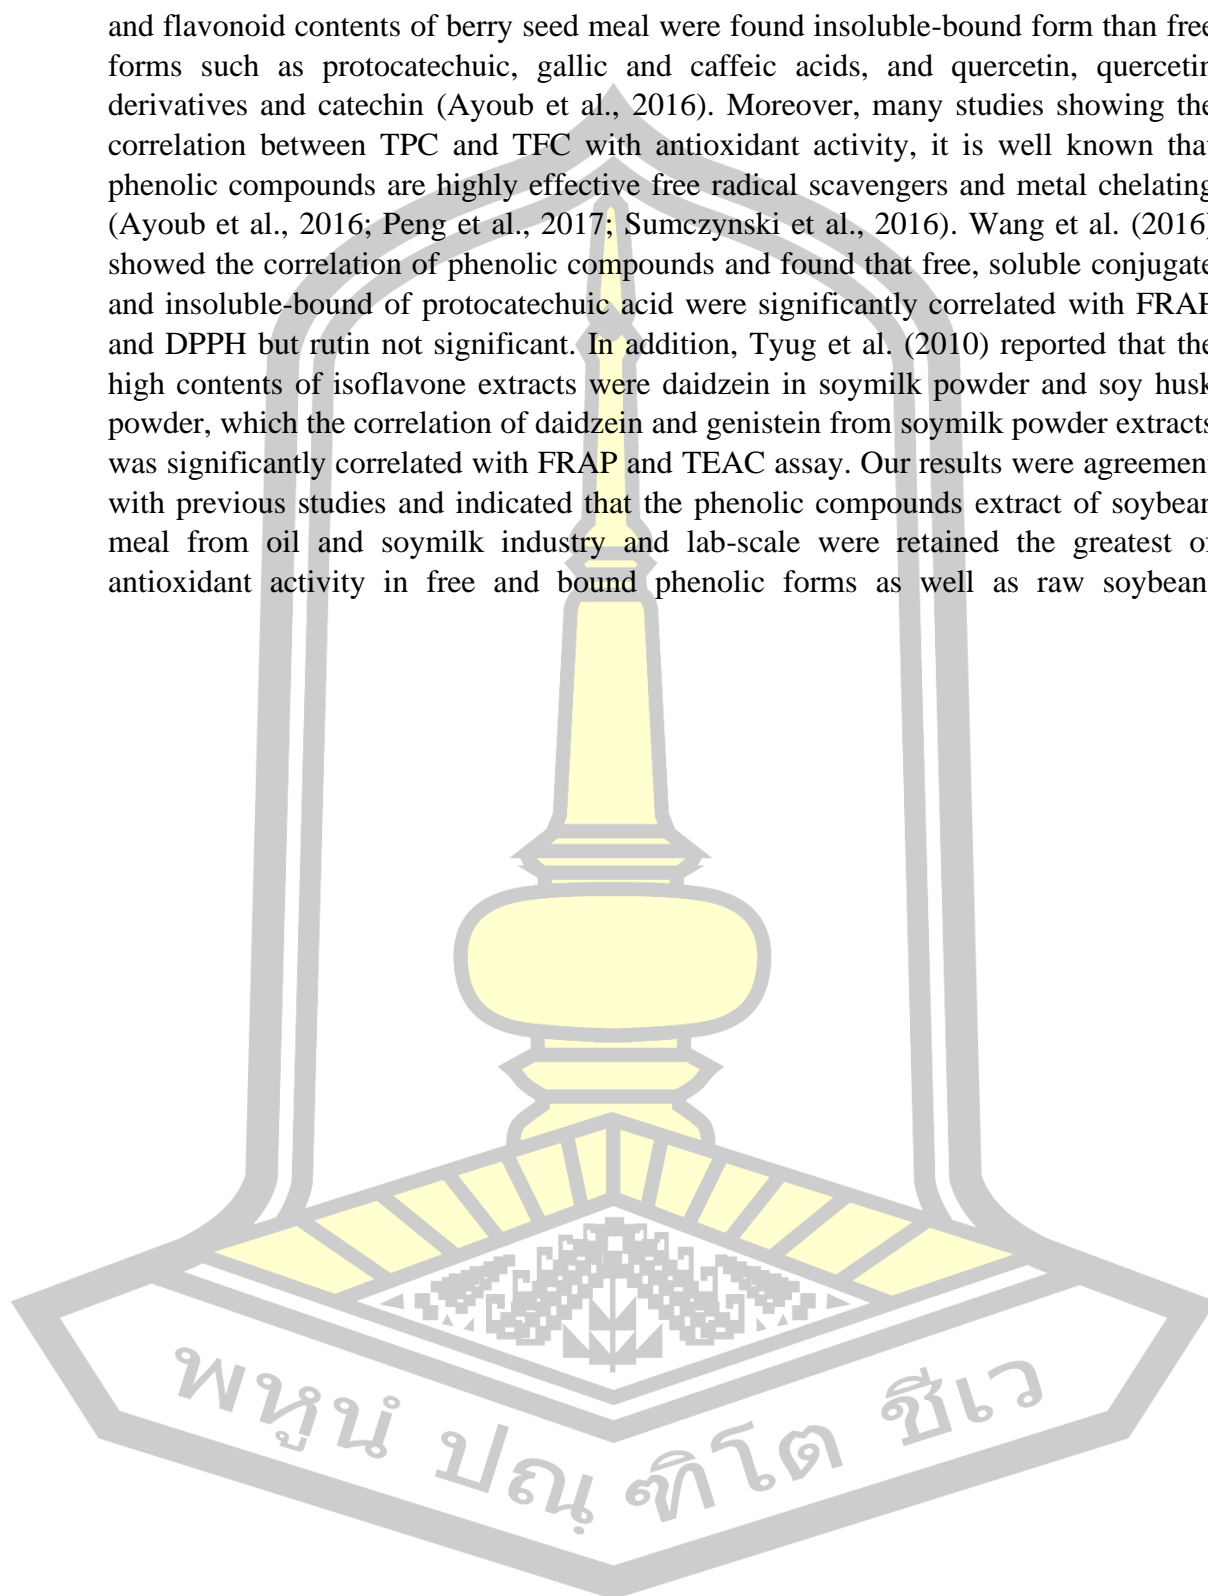 and flavonoid contents of berry seed meal were found insoluble-bound form than free
forms such as protocatechuic, gallic and caffeic acids, and quercetin, quercetin
derivatives and catechin (Ayoub et al., 2016). Moreover, many studies showing the
correlation between TPC and TFC with antioxidant activity, it is well known that
phenolic compounds are highly effective free radical scavengers and metal chelating
(Ayoub et al., 2016; Peng et al., 2017; Sumczynski et al., 2016). Wang et al. (2016)
showed the correlation of phenolic compounds and found that free, soluble conjugate
and insoluble-bound of protocatechuic acid were significantly correlated with FRAP
and DPPH but rutin not significant. In addition, Tyug et al. (2010) reported that the
high contents of isoflavone extracts were daidzein in soymilk powder and soy husk
powder, which the correlation of daidzein and genistein from soymilk powder extracts
was significantly correlated with FRAP and TEAC assay. Our results were agreement
with previous studies and indicated that the phenolic compounds extract of soybean
meal from oil and soymilk industry and lab-scale were retained the greatest of
antioxidant activity in free and bound phenolic forms as well as raw soybean
พหูนํ ปณฺ ฑิโต ชีเว